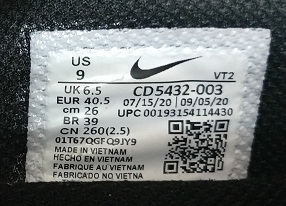 US
9
VT2
UK 6.5 CD5432-003
EUR 40.5 07/15/20 09/05/20
cm 26 UPC 00193154114430
BR 39
CN 260(2.5)
01T67QGFQ9JY9
MADE IN VIETNAM
HECHO EN VIETNAM
FABRICADO NO VIETNA